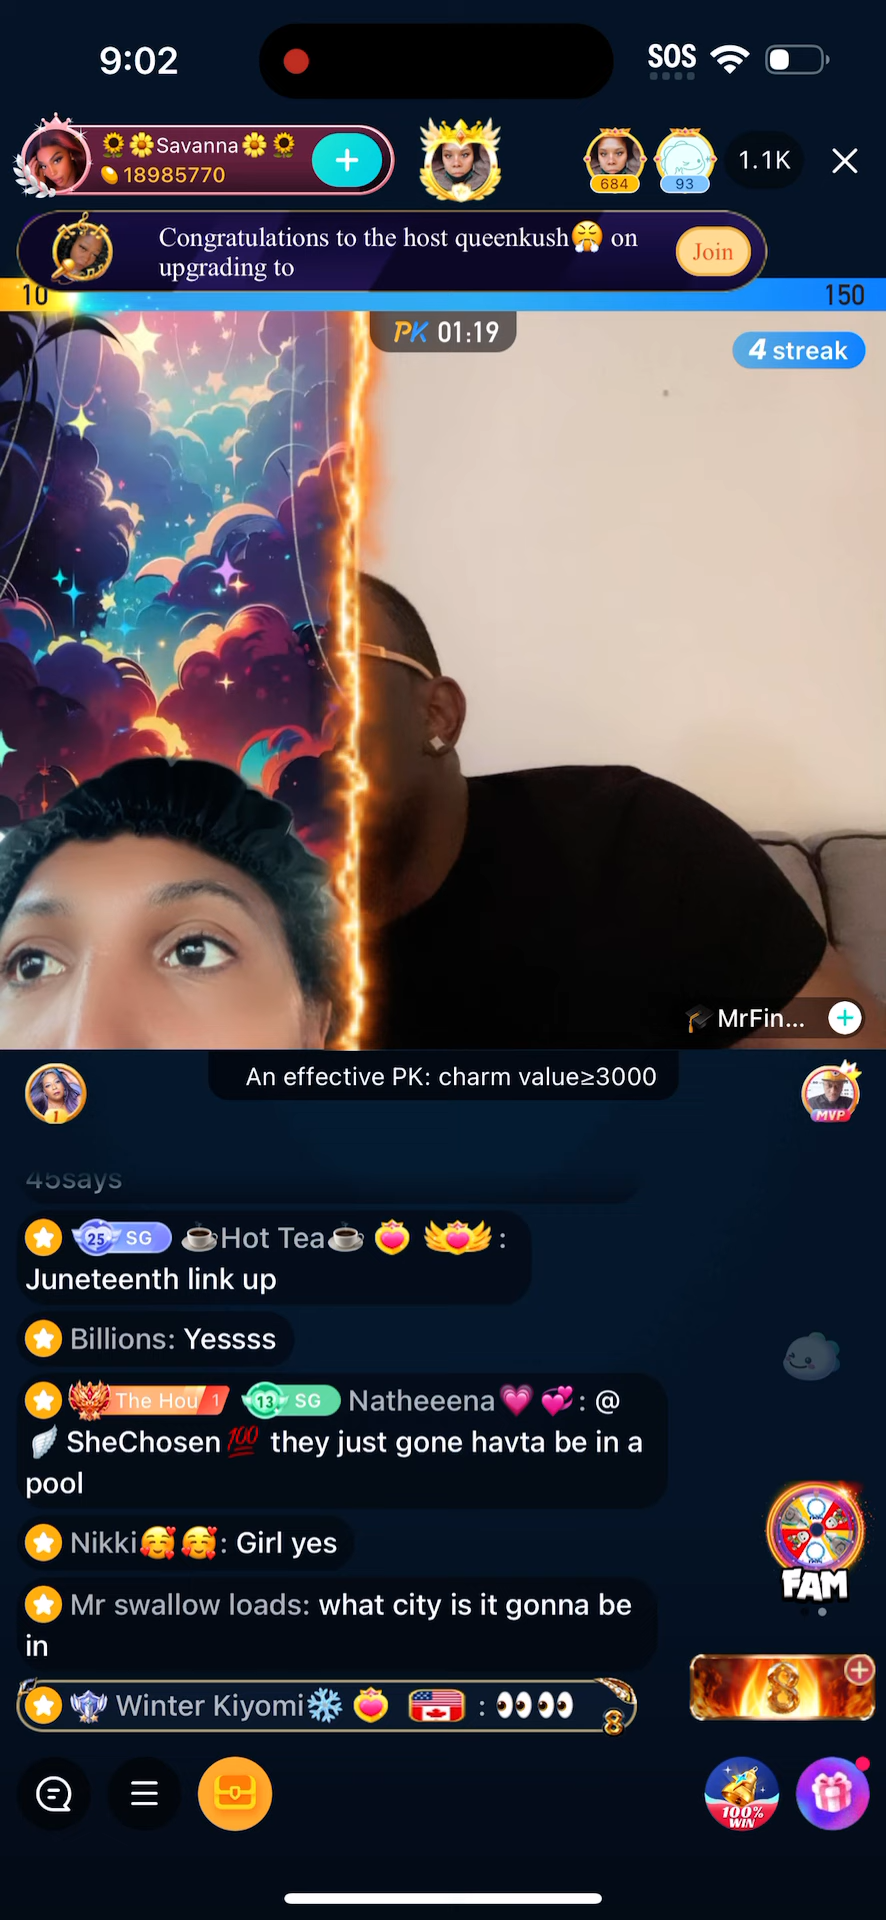 9:02
SOS
🌻🌼Savanna🌼🌻
18985770
684
93
1.1K
Congratulations to the host queenkush😤 on
upgrading to
Join
10
150
PK 01:19
4 streak
🎓MrFin...
An effective PK: charm value≥3000
1
MVP
45says
25 SG ☕Hot Tea☕ :
Juneteenth link up
Billions: Yessss
The Hou 1 13 SG Natheeena💗💞: @
🪽SheChosen💯 they just gone havta be in a
pool
Nikki🥰🥰: Girl yes
Mr swallow loads: what city is it gonna be
in
FAM
Winter Kiyomi❄️ : 👀👀
8
8
100%
WIN